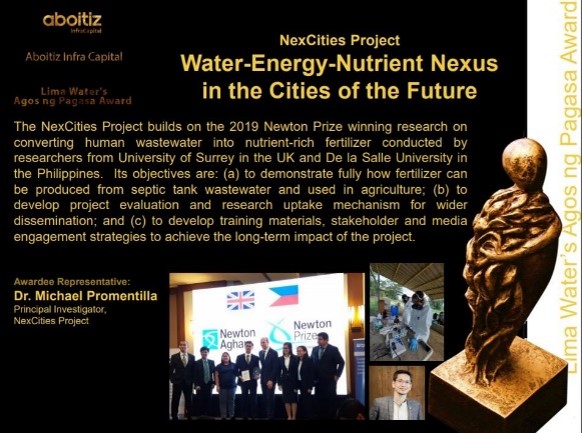 aboitiz
InfraCapital
Aboitiz Infra Capital
Lima Water's
Agos ng Pagasa Award
NexCities Project
Water-Energy-Nutrient Nexus
in the Cities of the Future
The NexCities Project builds on the 2019 Newton Prize winning research on
converting human wastewater into nutrient-rich fertilizer conducted by
researchers from University of Surrey in the UK and De la Salle University in
the Philippines. Its objectives are: (a) to demonstrate fully how fertilizer can
be produced from septic tank wastewater and used in agriculture; (b) to
develop project evaluation and research uptake mechanism for wider
dissemination; and (c) to develop training materials, stakeholder and media
engagement strategies to achieve the long-term impact of the project.
Awardee Representative:
Dr. Michael Promentilla
Principal Investigator,
NexCities Project
Newton
Agha
Newton
Prize
Lima Water's Agos ng Pagasa Award